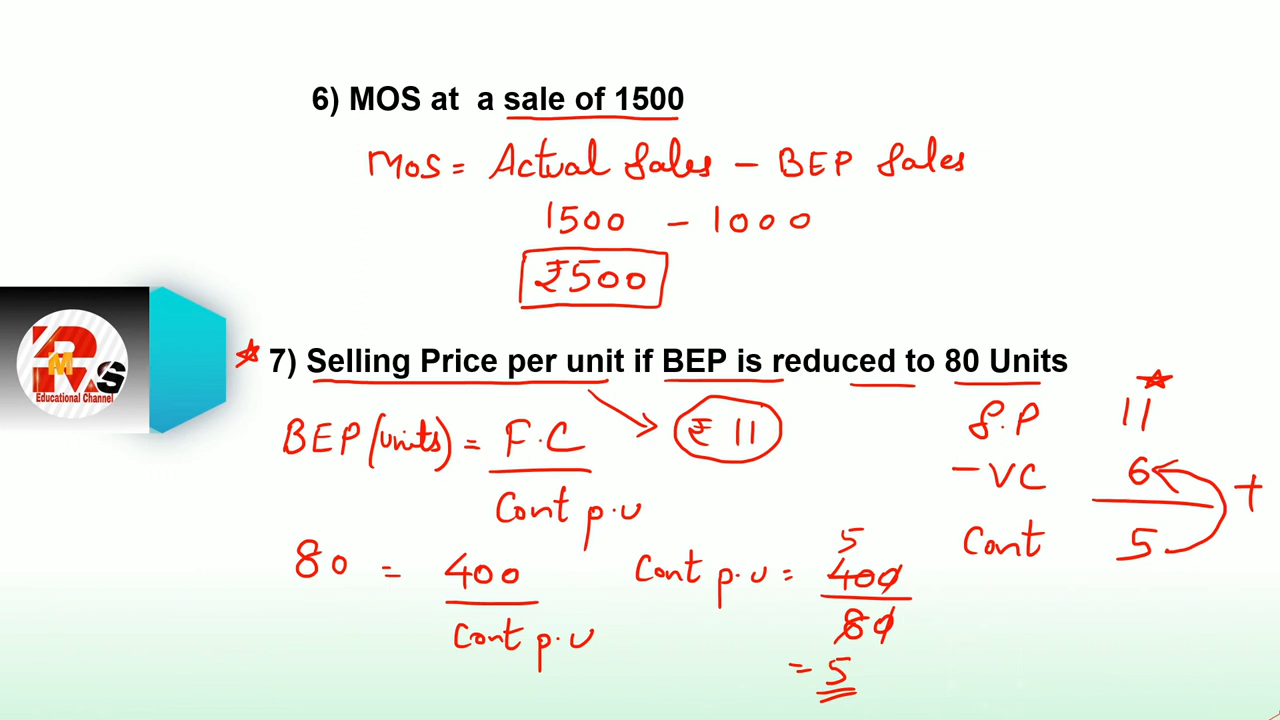 6) MOS at a sale of 1500
MOS = Actual Sales - BEP Sales
1500 - 1000
₹500
7) Selling Price per unit if BEP is reduced to 80 Units
BEP (units) = F.C
Cont p.u
₹ 11
S.P 11
- VC 6
Cont 5
+
80 = 400
Cont p.u
Cont p.u = 400
80
5
= 5
M
S
Educational Channel